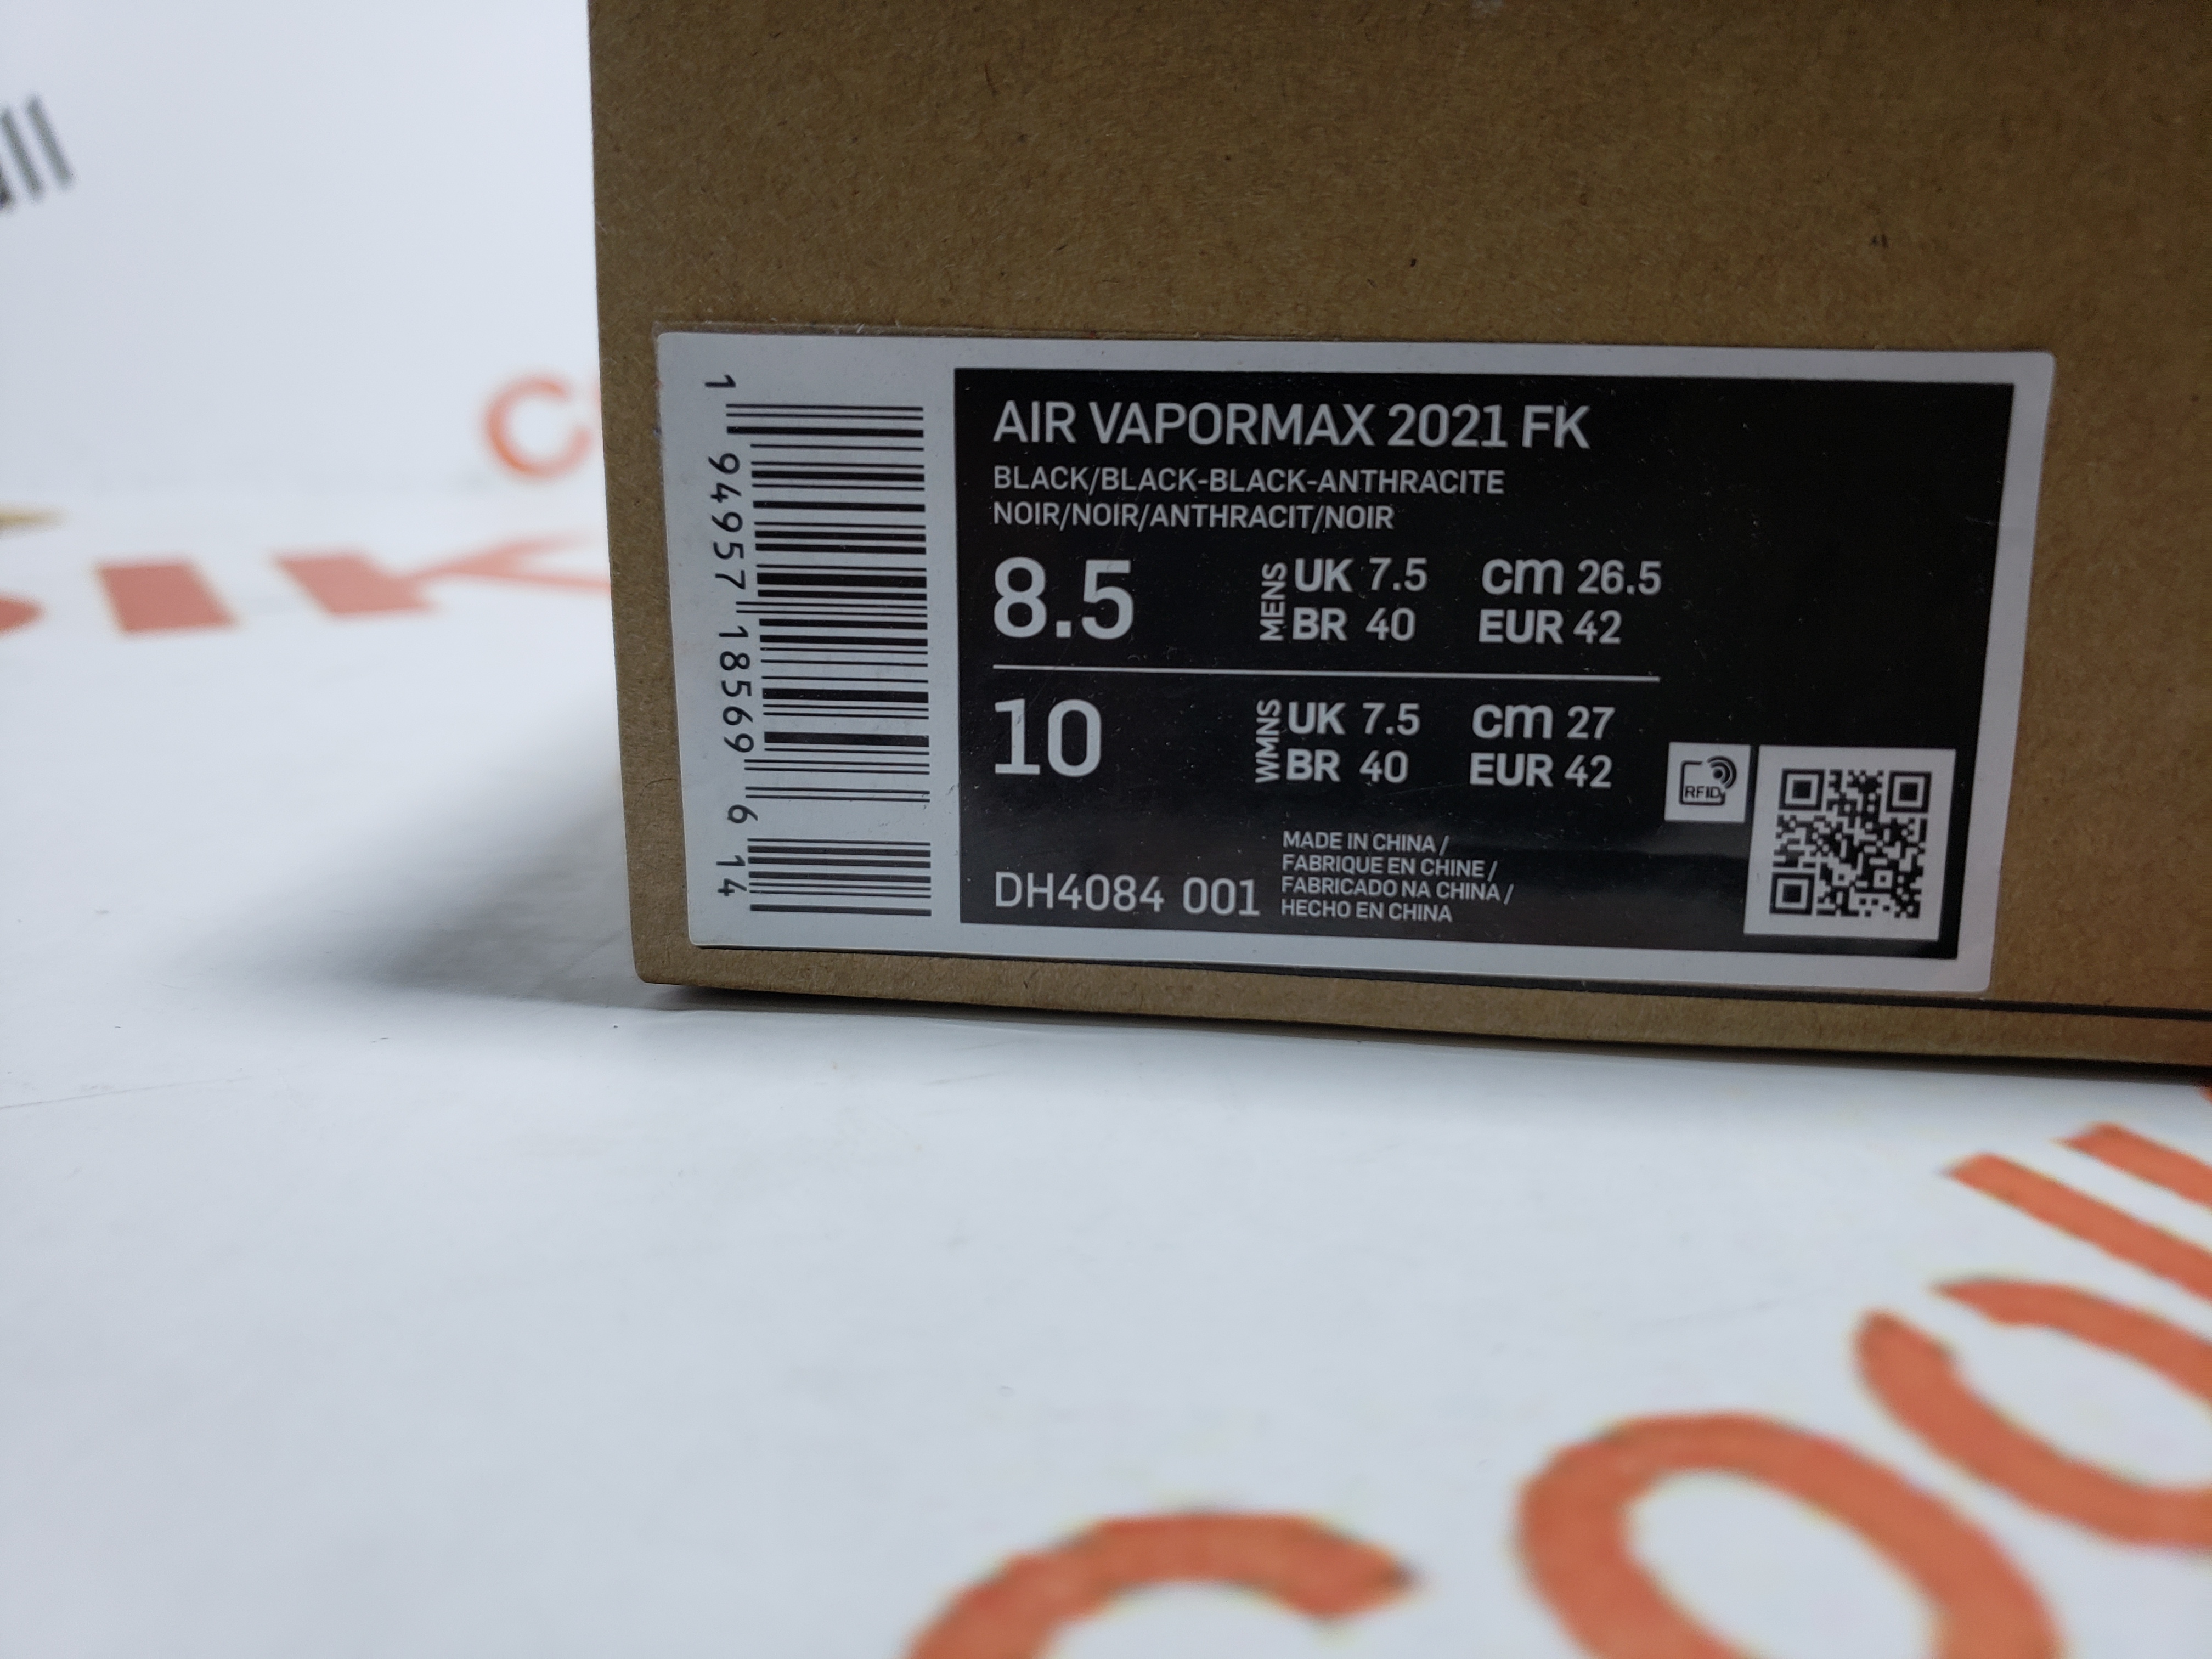 1 94957 18569 6 14
AIR VAPORMAX 2021 FK
BLACK/BLACK-BLACK-ANTHRACITE
NOIR/NOIR/ANTHRACIT/NOIR
8.5 MENS UK 7.5 cm 26.5
BR 40 EUR 42
10 WMNS UK 7.5 cm 27
BR 40 EUR 42
RFID
DH4084 001
MADE IN CHINA /
FABRIQUE EN CHINE /
FABRICADO NA CHINA /
HECHO EN CHINA